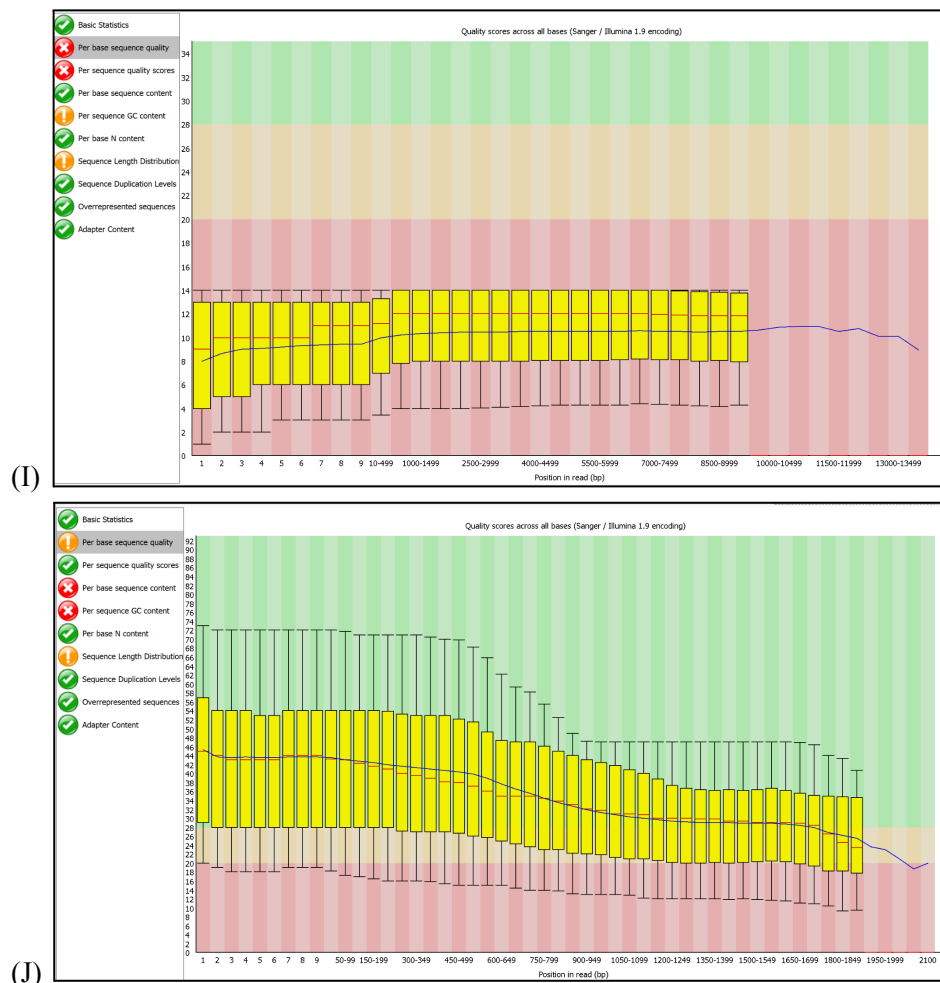 Basic Statistics
Per base sequence quality
Per sequence quality scores
Per base sequence content
Per sequence GC content
Per base N content
Sequence Length Distribution
Sequence Duplication Levels
Overrepresented sequences
Adapter Content
Quality scores across all bases (Sanger / Illumina 1.9 encoding)
34
32
30
28
26
24
22
20
18
16
14
12
10
8
6
4
2
0
1 2 3 4 5 6 7 8 9 10-499 1000-1499 2500-2999 4000-4499 5500-5999 7000-7499 8500-8999 10000-10499 11500-11999 13000-13499
Position in read (bp)
(I)
Basic Statistics
Per base sequence quality
Per sequence quality scores
Per base sequence content
Per sequence GC content
Per base N content
Sequence Length Distribution
Sequence Duplication Levels
Overrepresented sequences
Adapter Content
Quality scores across all bases (Sanger / Illumina 1.9 encoding)
92
90
88
86
84
82
80
78
76
74
72
70
68
66
64
62
60
58
56
54
52
50
48
46
44
42
40
38
36
34
32
30
28
26
24
22
20
18
16
14
12
10
8
6
4
2
0
1 2 3 4 5 6 7 8 9 50-99 150-199 300-349 450-499 600-649 750-799 900-949 1050-1099 1200-1249 1350-1399 1500-1549 1650-1699 1800-1849 1950-1999 2100
Position in read (bp)
(J)